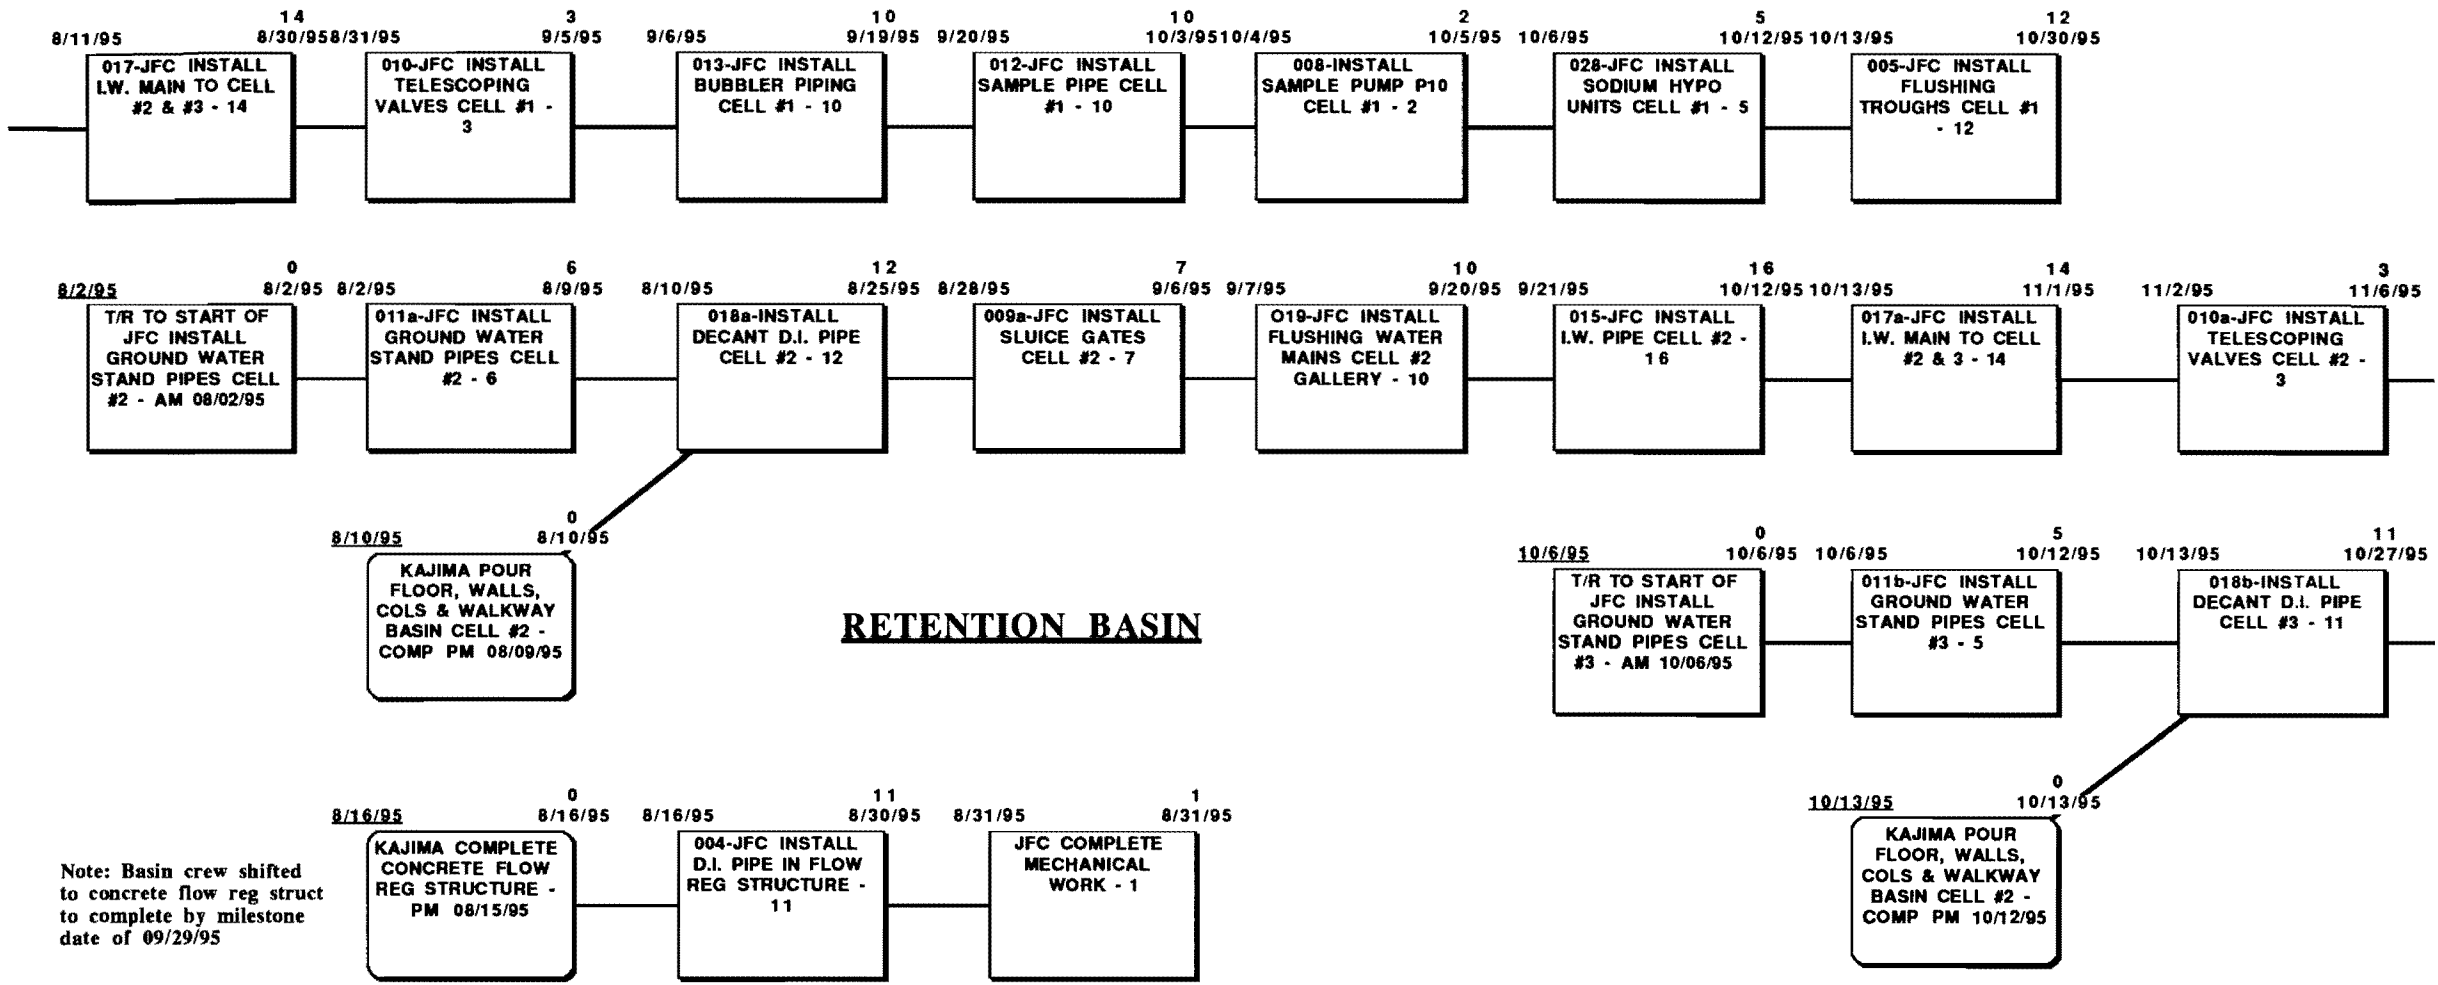 14 3 10 10 2 5 12
8/11/95 8/30/95 8/31/95 9/5/95 9/6/95 9/19/95 9/20/95 10/3/95 10/4/95 10/5/95 10/6/95 10/12/95 10/13/95 10/30/95
017-JFC INSTALL
I.W. MAIN TO CELL
#2 & #3 - 14
010-JFC INSTALL
TELESCOPING
VALVES CELL #1 -
3
013-JFC INSTALL
BUBBLER PIPING
CELL #1 - 10
012-JFC INSTALL
SAMPLE PIPE CELL
#1 - 10
008-INSTALL
SAMPLE PUMP P10
CELL #1 - 2
028-JFC INSTALL
SODIUM HYPO
UNITS CELL #1 - 5
005-JFC INSTALL
FLUSHING
TROUGHS CELL #1
- 12
0 6 12 7 10 16 14 3
8/2/95 8/2/95 8/2/95 8/9/95 8/10/95 8/25/95 8/28/95 9/6/95 9/7/95 9/20/95 9/21/95 10/12/95 10/13/95 11/1/95 11/2/95 11/6/95
T/R TO START OF
JFC INSTALL
GROUND WATER
STAND PIPES CELL
#2 - AM 08/02/95
011a-JFC INSTALL
GROUND WATER
STAND PIPES CELL
#2 - 6
018a-INSTALL
DECANT D.I. PIPE
CELL #2 - 12
009a-JFC INSTALL
SLUICE GATES
CELL #2 - 7
O19-JFC INSTALL
FLUSHING WATER
MAINS CELL #2
GALLERY - 10
015-JFC INSTALL
I.W. PIPE CELL #2 -
16
017a-JFC INSTALL
I.W. MAIN TO CELL
#2 & 3 - 14
010a-JFC INSTALL
TELESCOPING
VALVES CELL #2 -
3
0
8/10/95 8/10/95
KAJIMA POUR
FLOOR, WALLS,
COLS & WALKWAY
BASIN CELL #2 -
COMP PM 08/09/95
RETENTION BASIN
0 5 11
10/6/95 10/6/95 10/6/95 10/12/95 10/13/95 10/27/95
T/R TO START OF
JFC INSTALL
GROUND WATER
STAND PIPES CELL
#3 - AM 10/06/95
011b-JFC INSTALL
GROUND WATER
STAND PIPES CELL
#3 - 5
018b-INSTALL
DECANT D.I. PIPE
CELL #3 - 11
0
10/13/95 10/13/95
KAJIMA POUR
FLOOR, WALLS,
COLS & WALKWAY
BASIN CELL #2 -
COMP PM 10/12/95
0 11 1
8/16/95 8/16/95 8/16/95 8/30/95 8/31/95 8/31/95
KAJIMA COMPLETE
CONCRETE FLOW
REG STRUCTURE -
PM 08/15/95
004-JFC INSTALL
D.I. PIPE IN FLOW
REG STRUCTURE -
11
JFC COMPLETE
MECHANICAL
WORK - 1
Note: Basin crew shifted
to concrete flow reg struct
to complete by milestone
date of 09/29/95